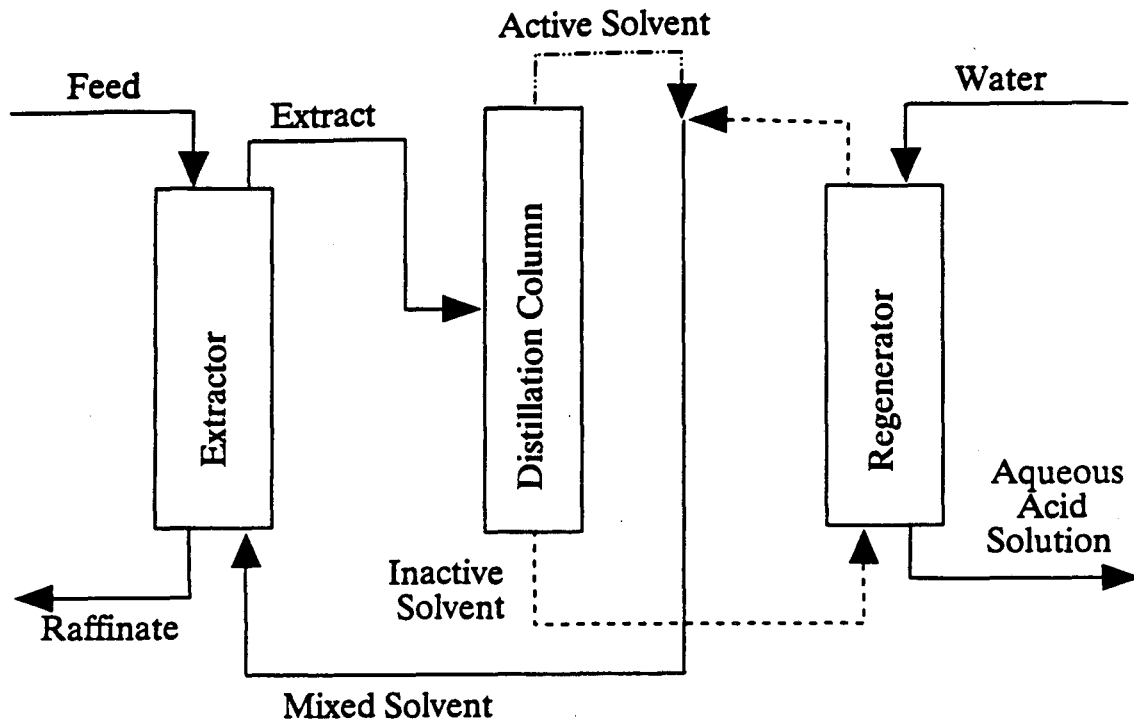 Active Solvent
Feed
Water
Extract
Extractor
Distillation Column
Regenerator
Aqueous
Acid
Solution
Inactive
Solvent
Raffinate
Mixed Solvent